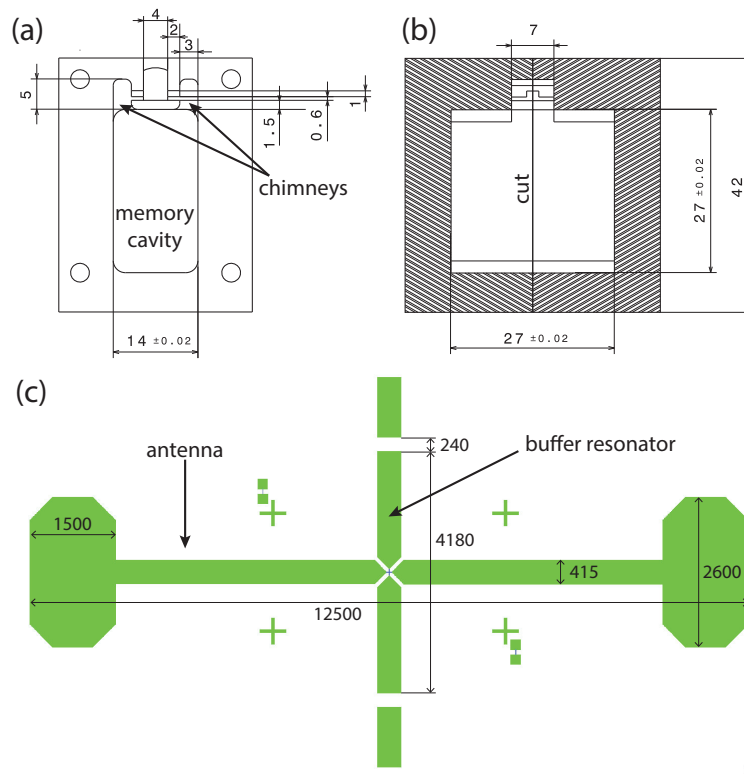 (a)
4
2
3
5
1
0.6
1.5
chimneys
memory
cavity
14 ±0.02
(b)
7
cut
27 ±0.02
42
27 ±0.02
(c)
antenna
240
buffer resonator
1500
4180
415
2600
12500